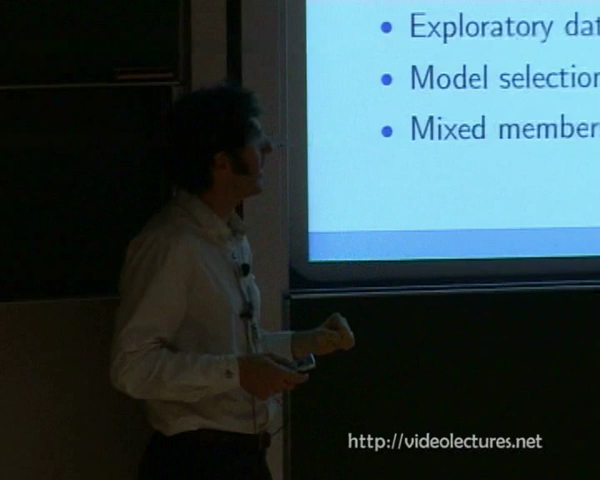 • Exploratory dat
• Model selection
• Mixed member
http://videolectures.net